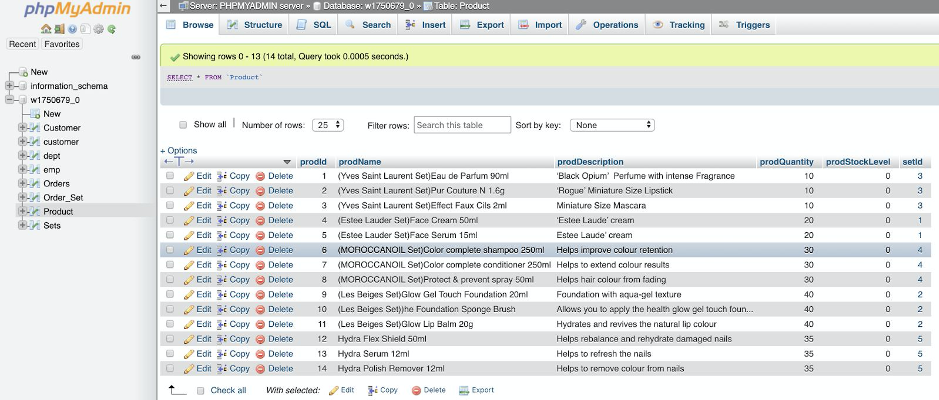 phpMyAdmin
Server: PHPMYADMIN server » Database: w1750679_0 » Table: Product
Browse Structure SQL Search Insert Export Import Operations Tracking Triggers
Recent Favorites
New
information_schema
w1750679_0
New
Customer
customer
dept
emp
Orders
Order_Set
Product
Sets
Showing rows 0 - 13 (14 total, Query took 0.0005 seconds.)
SELECT * FROM `Product`
Show all | Number of rows: 25 Filter rows: Search this table Sort by key: None
+ Options
←T→ prodId prodName prodDescription prodQuantity prodStockLevel setId
Edit Copy Delete 1 (Yves Saint Laurent Set)Eau de Parfum 90ml 'Black Opium' Perfume with intense Fragrance 10 0 3
Edit Copy Delete 2 (Yves Saint Laurent Set)Pur Couture N 1.6g 'Rogue' Miniature Size Lipstick 10 0 3
Edit Copy Delete 3 (Yves Saint Laurent Set)Effect Faux Cils 2ml Miniature Size Mascara 10 0 3
Edit Copy Delete 4 (Estee Lauder Set)Face Cream 50ml 'Estee Laude' cream 20 0 1
Edit Copy Delete 5 (Estee Lauder Set)Face Serum 15ml Estee Laude' cream 20 0 1
Edit Copy Delete 6 (MOROCCANOIL Set)Color complete shampoo 250ml Helps improve colour retention 30 0 4
Edit Copy Delete 7 (MOROCCANOIL Set)Color complete conditioner 250ml Helps to extend colour results 30 0 4
Edit Copy Delete 8 (MOROCCANOIL Set)Protect & prevent spray 50ml Helps hair colour from fading 30 0 4
Edit Copy Delete 9 (Les Beiges Set)Glow Gel Touch Foundation 20ml Foundation with aqua-gel texture 40 0 2
Edit Copy Delete 10 (Les Beiges Set)he Foundation Sponge Brush Allows you to apply the health glow gel touch foun... 40 0 2
Edit Copy Delete 11 (Les Beiges Set)Glow Lip Balm 20g Hydrates and revives the natural lip colour 40 0 2
Edit Copy Delete 12 Hydra Flex Shield 50ml Helps rebalance and rehydrate damaged nails 35 0 5
Edit Copy Delete 13 Hydra Serum 12ml Helps to refresh the nails 35 0 5
Edit Copy Delete 14 Hydra Polish Remover 12ml Helps to remove colour from nails 35 0 5
Check all With selected: Edit Copy Delete Export